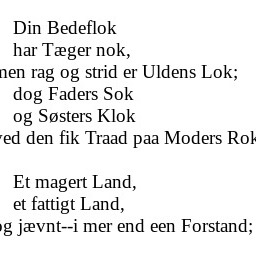 Din Bedeflok
har Tæger nok,
men rag og strid er Uldens Lok;
dog Faders Sok
og Søsters Klok
ved den fik Traad paa Moders Rok
Et magert Land,
et fattigt Land,
og jævnt--i mer end een Forstand;